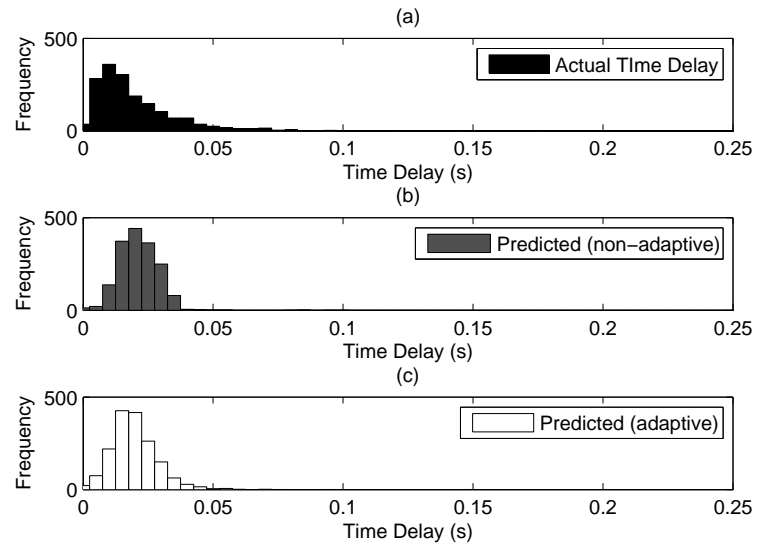 (a)
500
0
Frequency
Actual TIme Delay
0 0.05 0.1 0.15 0.2 0.25
Time Delay (s)
(b)
500
0
Frequency
Predicted (non−adaptive)
0 0.05 0.1 0.15 0.2 0.25
Time Delay (s)
(c)
500
0
Frequency
Predicted (adaptive)
0 0.05 0.1 0.15 0.2 0.25
Time Delay (s)